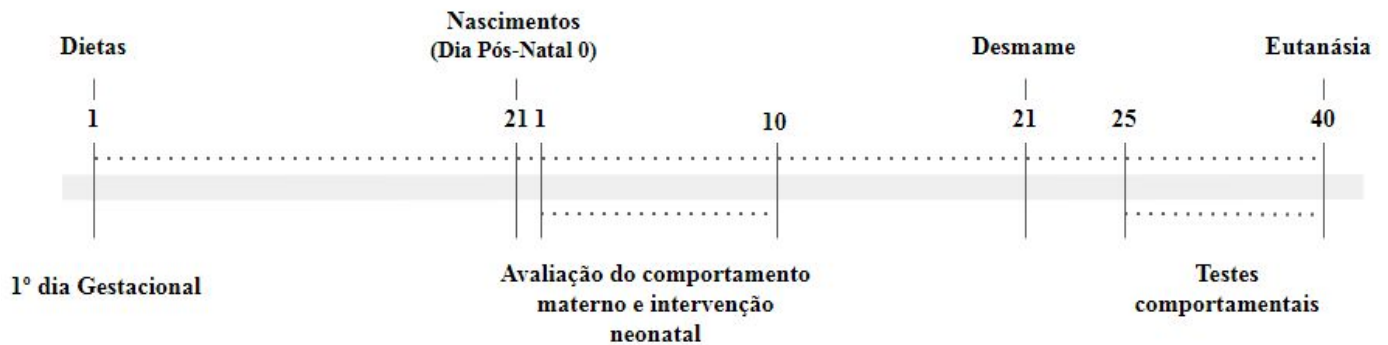 Nascimentos
Dietas
(Dia Pós-Natal 0)
Desmame
Eutanásia
1
21 1
10
21
25
40
1º dia Gestacional
Avaliação do comportamento
materno e intervenção
neonatal
Testes
comportamentais